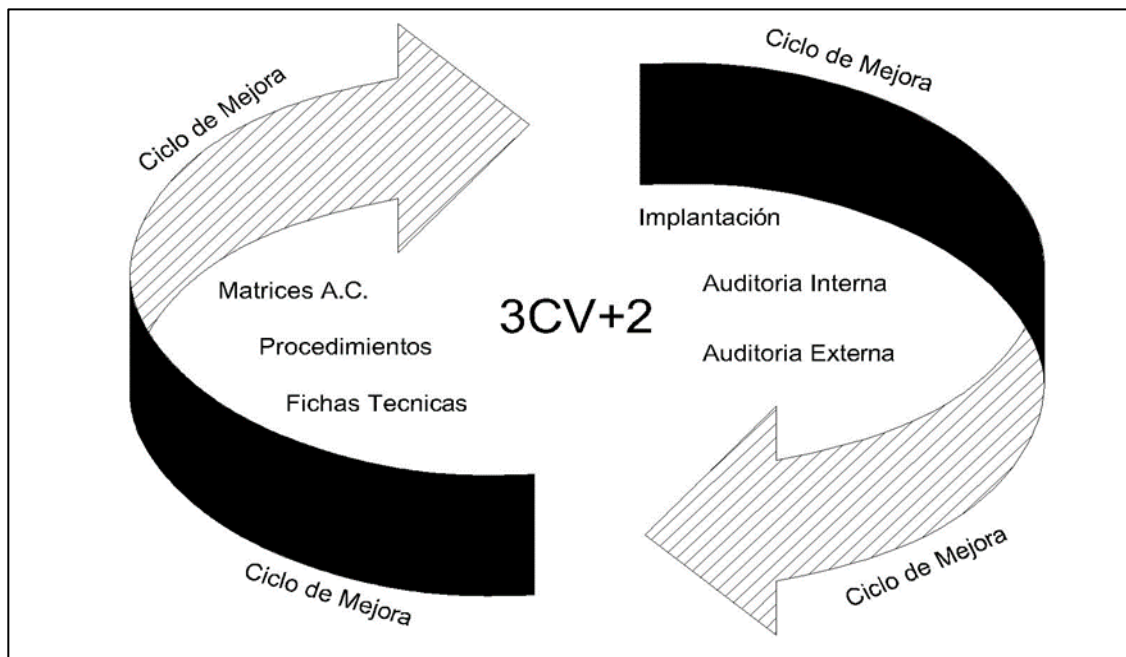 Ciclo de Mejora
Ciclo de Mejora
Implantación
Matrices A.C.
Auditoria Interna
3CV+2
Procedimientos
Auditoria Externa
Fichas Tecnicas
Ciclo de Mejora
Ciclo de Mejora